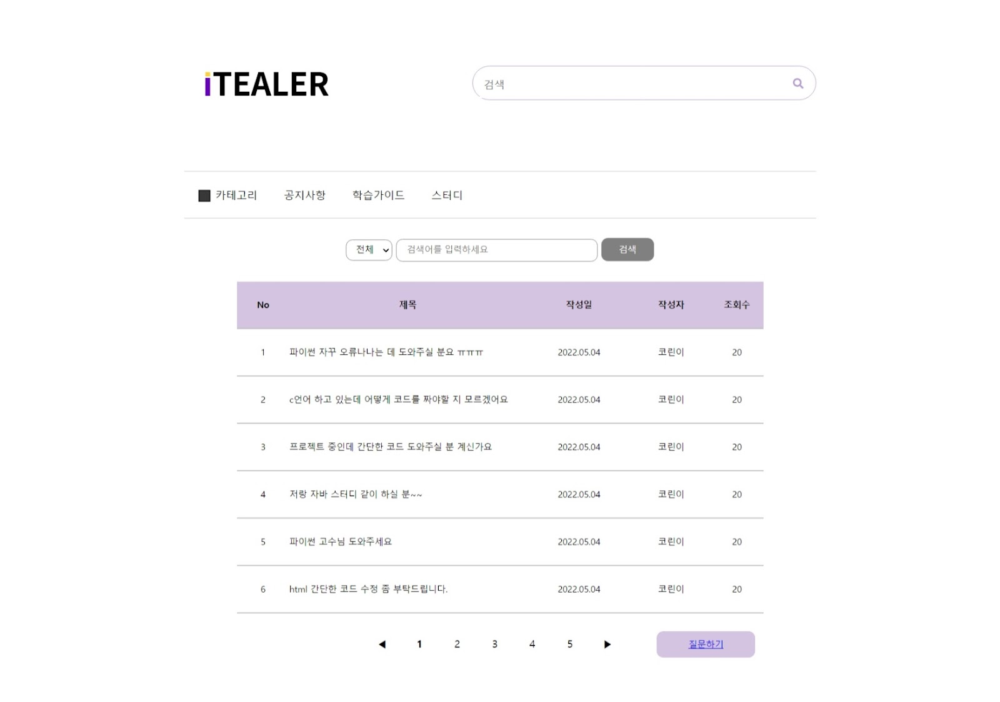 iTEALER
검색
카테고리 공지사항 학습가이드 스터디
전체 검색어를 입력하세요 검색
No 제목 작성일 작성자 조회수
1 파이썬 자꾸 오류나나는 데 도와주실 분요 ㅠㅠㅠ 2022.05.04 코린이 20
2 c언어 하고 있는데 어떻게 코드를 짜야할 지 모르겠어요 2022.05.04 코린이 20
3 프로젝트 중인데 간단한 코드 도와주실 분 계신가요 2022.05.04 코린이 20
4 저랑 자바 스터디 같이 하실 분~~ 2022.05.04 코린이 20
5 파이썬 고수님 도와주세요 2022.05.04 코린이 20
6 html 간단한 코드 수정 좀 부탁드립니다. 2022.05.04 코린이 20
◀ 1 2 3 4 5 ▶ 질문하기